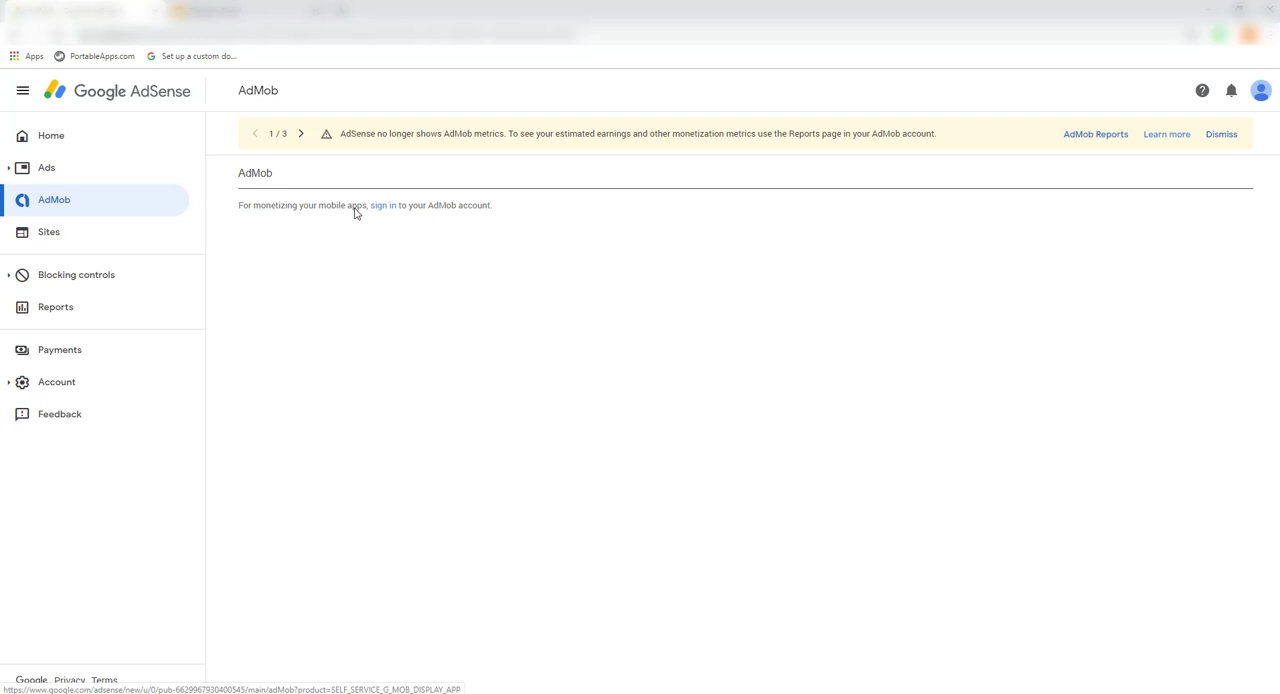 Apps PortableApps.com Set up a custom do...
Google AdSense AdMob
1 / 3 AdSense no longer shows AdMob metrics. To see your estimated earnings and other monetization metrics use the Reports page in your AdMob account. AdMob Reports Learn more Dismiss
Home
Ads
AdMob
Sites
Blocking controls
Reports
Payments
Account
Feedback
AdMob
For monetizing your mobile apps, sign in to your AdMob account.
Google Privacy Terms
https://www.google.com/adsense/new/u/0/pub-6629967930400545/main/adMob?product=SELF_SERVICE_G_MOB_DISPLAY_APP